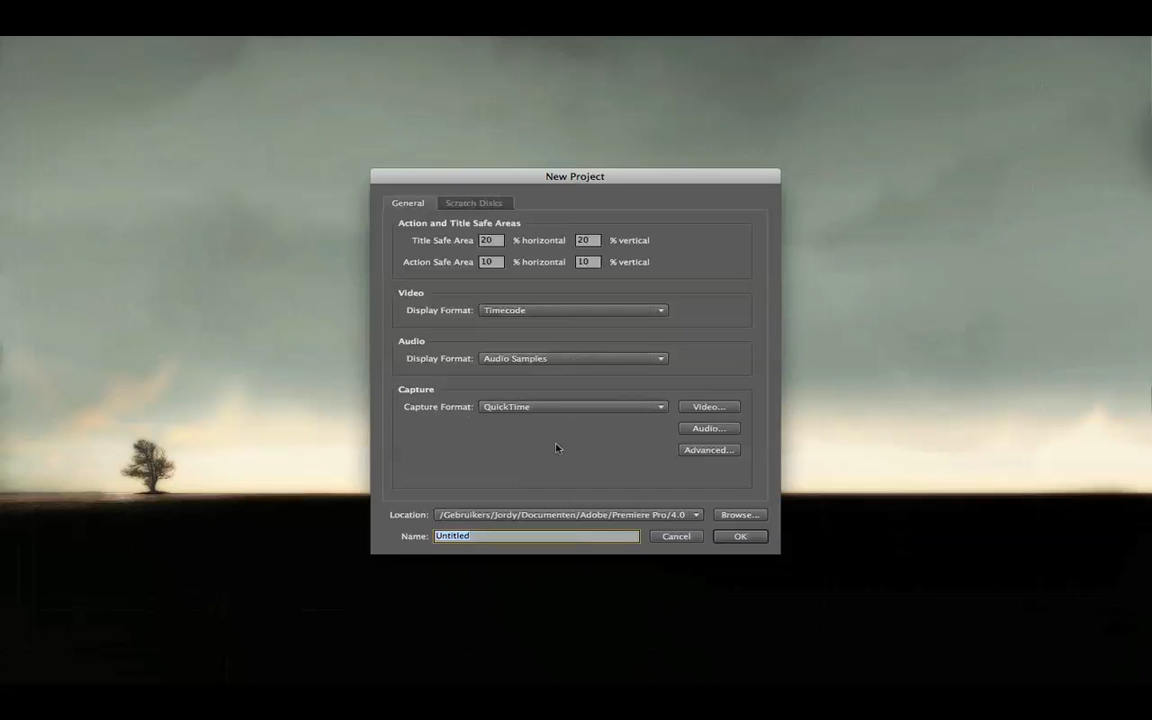 New Project
General Scratch Disks
Action and Title Safe Areas
Title Safe Area 20 % horizontal 20 % vertical
Action Safe Area 10 % horizontal 10 % vertical
Video
Display Format: Timecode
Audio
Display Format: Audio Samples
Capture
Capture Format: QuickTime Video...
Audio...
Advanced...
Location: /Gebruikers/Jordy/Documenten/Adobe/Premiere Pro/4.0 Browse...
Name: Untitled Cancel OK